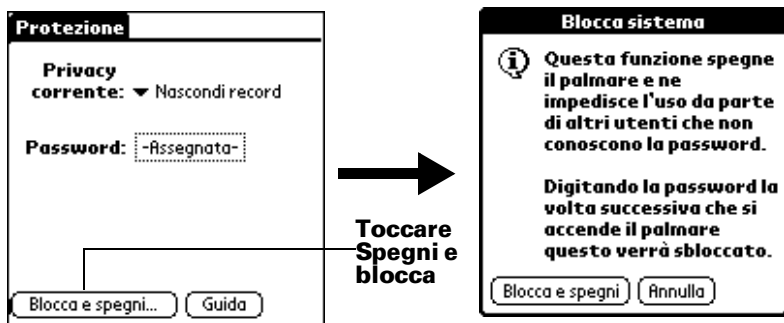 Protezione
Privacy
corrente: Nascondi record
Password: -Assegnata-
Blocca e spegni... Guida
Toccare
Spegni e
blocca
Blocca sistema
Questa funzione spegne
il palmare e ne
impedisce l'uso da parte
di altri utenti che non
conoscono la password.
Digitando la password la
volta successiva che si
accende il palmare
questo verrà sbloccato.
Blocca e spegni Annulla